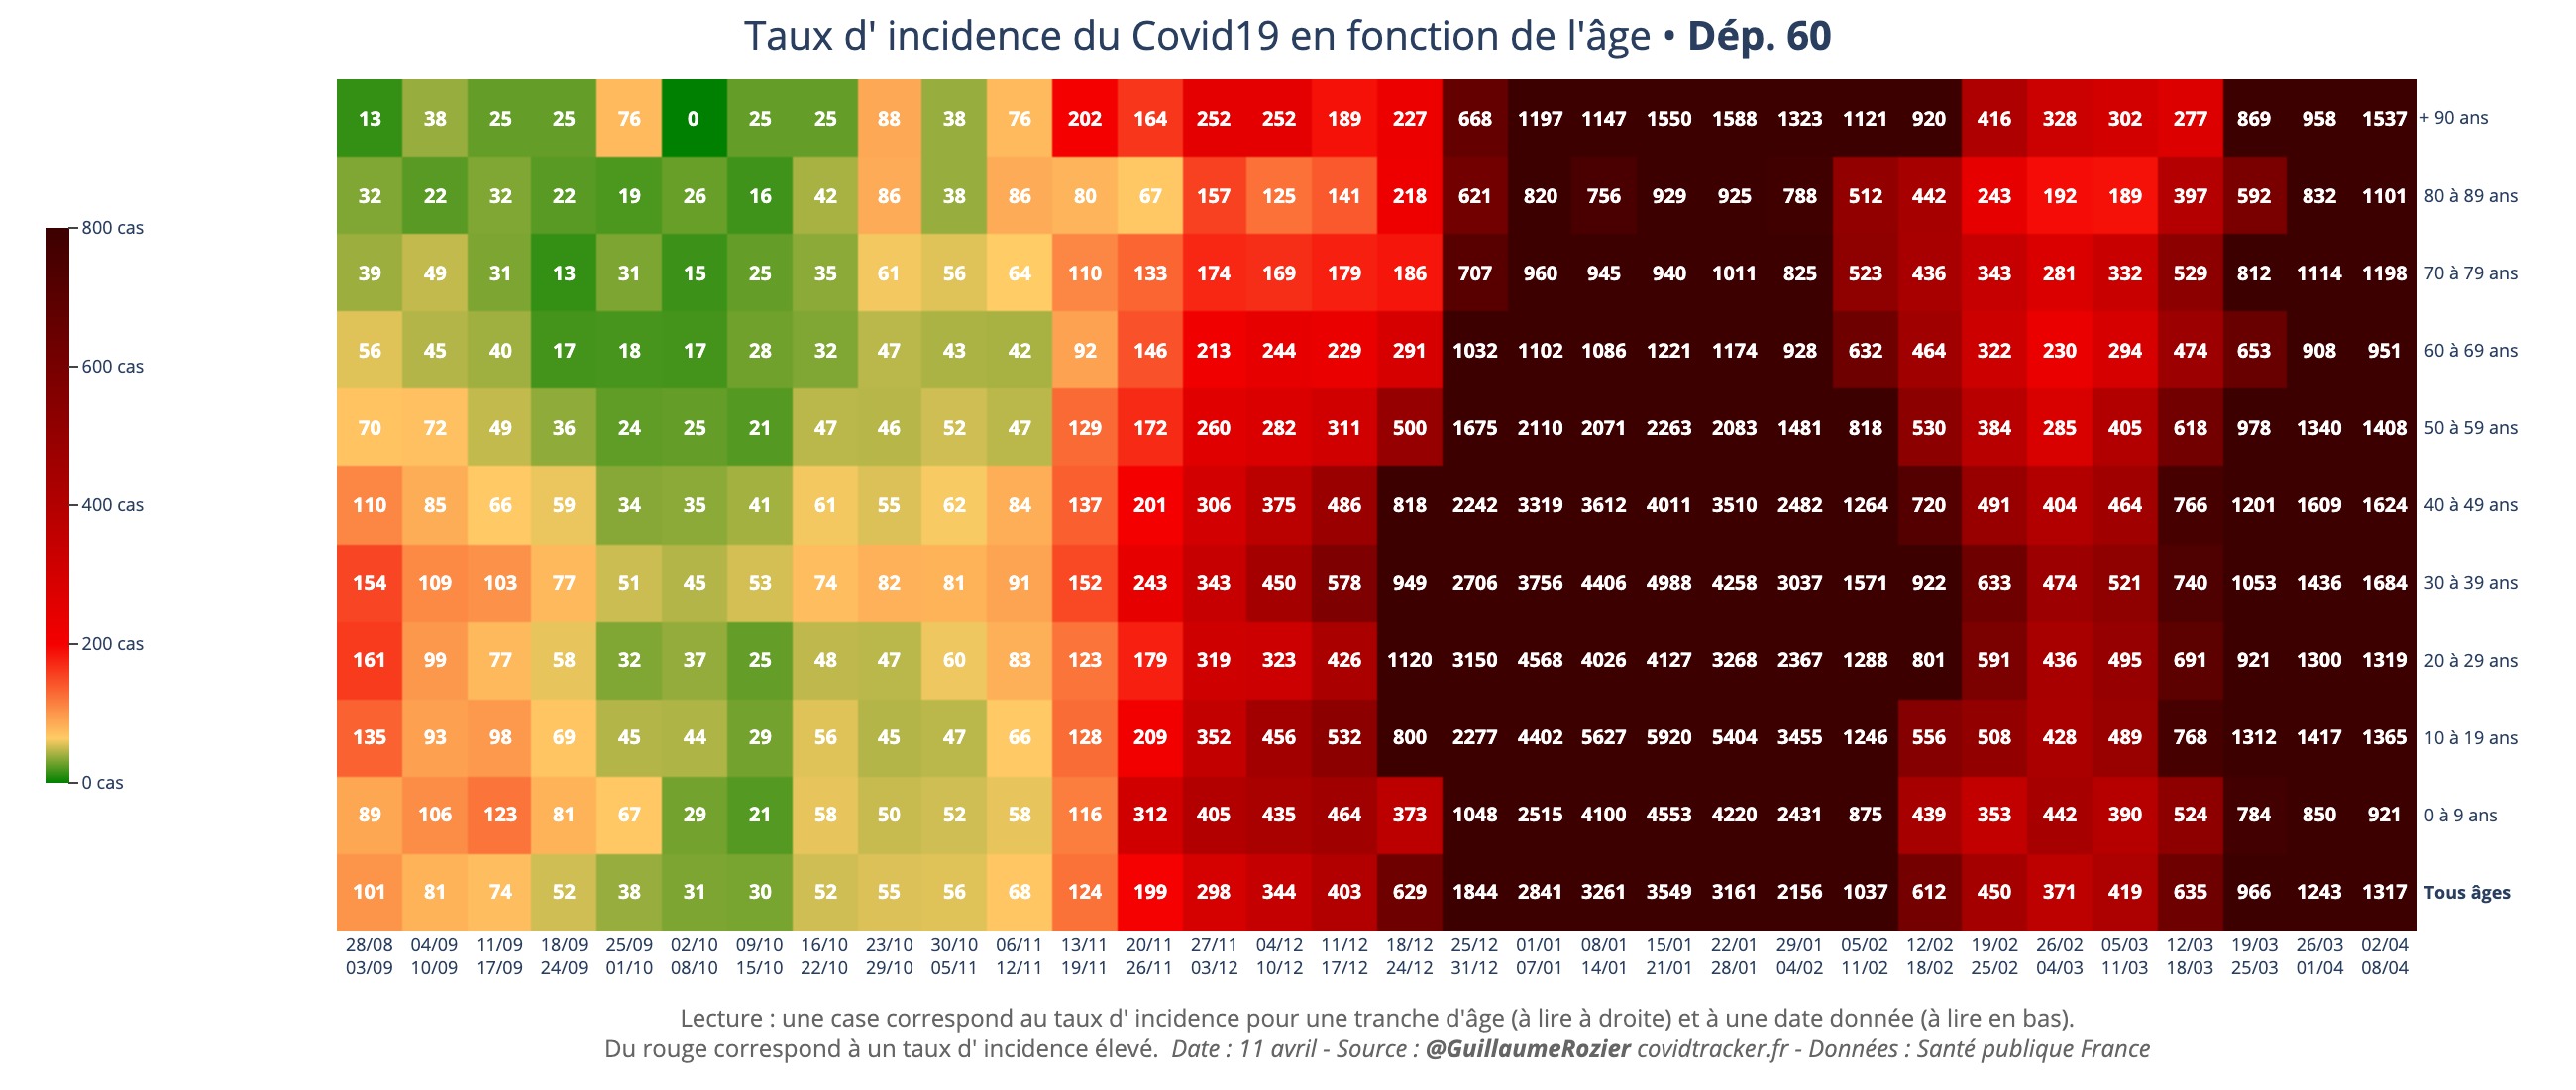 Taux d' incidence du Covid19 en fonction de l'âge • Dép. 60
800 cas
600 cas
400 cas
200 cas
0 cas
13 38 25 25 76 0 25 25 88 38 76 202 164 252 252 189 227 668 1197 1147 1550 1588 1323 1121 920 416 328 302 277 869 958 1537 + 90 ans
32 22 32 22 19 26 16 42 86 38 86 80 67 157 125 141 218 621 820 756 929 925 788 512 442 243 192 189 397 592 832 1101 80 à 89 ans
39 49 31 13 31 15 25 35 61 56 64 110 133 174 169 179 186 707 960 945 940 1011 825 523 436 343 281 332 529 812 1114 1198 70 à 79 ans
56 45 40 17 18 17 28 32 47 43 42 92 146 213 244 229 291 1032 1102 1086 1221 1174 928 632 464 322 230 294 474 653 908 951 60 à 69 ans
70 72 49 36 24 25 21 47 46 52 47 129 172 260 282 311 500 1675 2110 2071 2263 2083 1481 818 530 384 285 405 618 978 1340 1408 50 à 59 ans
110 85 66 59 34 35 41 61 55 62 84 137 201 306 375 486 818 2242 3319 3612 4011 3510 2482 1264 720 491 404 464 766 1201 1609 1624 40 à 49 ans
154 109 103 77 51 45 53 74 82 81 91 152 243 343 450 578 949 2706 3756 4406 4988 4258 3037 1571 922 633 474 521 740 1053 1436 1684 30 à 39 ans
161 99 77 58 32 37 25 48 47 60 83 123 179 319 323 426 1120 3150 4568 4026 4127 3268 2367 1288 801 591 436 495 691 921 1300 1319 20 à 29 ans
135 93 98 69 45 44 29 56 45 47 66 128 209 352 456 532 800 2277 4402 5627 5920 5404 3455 1246 556 508 428 489 768 1312 1417 1365 10 à 19 ans
89 106 123 81 67 29 21 58 50 52 58 116 312 405 435 464 373 1048 2515 4100 4553 4220 2431 875 439 353 442 390 524 784 850 921 0 à 9 ans
101 81 74 52 38 31 30 52 55 56 68 124 199 298 344 403 629 1844 2841 3261 3549 3161 2156 1037 612 450 371 419 635 966 1243 1317 Tous âges
28/08 04/09 11/09 18/09 25/09 02/10 09/10 16/10 23/10 30/10 06/11 13/11 20/11 27/11 04/12 11/12 18/12 25/12 01/01 08/01 15/01 22/01 29/01 05/02 12/02 19/02 26/02 05/03 12/03 19/03 26/03 02/04
03/09 10/09 17/09 24/09 01/10 08/10 15/10 22/10 29/10 05/11 12/11 19/11 26/11 03/12 10/12 17/12 24/12 31/12 07/01 14/01 21/01 28/01 04/02 11/02 18/02 25/02 04/03 11/03 18/03 25/03 01/04 08/04
Lecture : une case correspond au taux d' incidence pour une tranche d'âge (à lire à droite) et à une date donnée (à lire en bas).
Du rouge correspond à un taux d' incidence élevé. Date : 11 avril - Source : @GuillaumeRozier covidtracker.fr - Données : Santé publique France